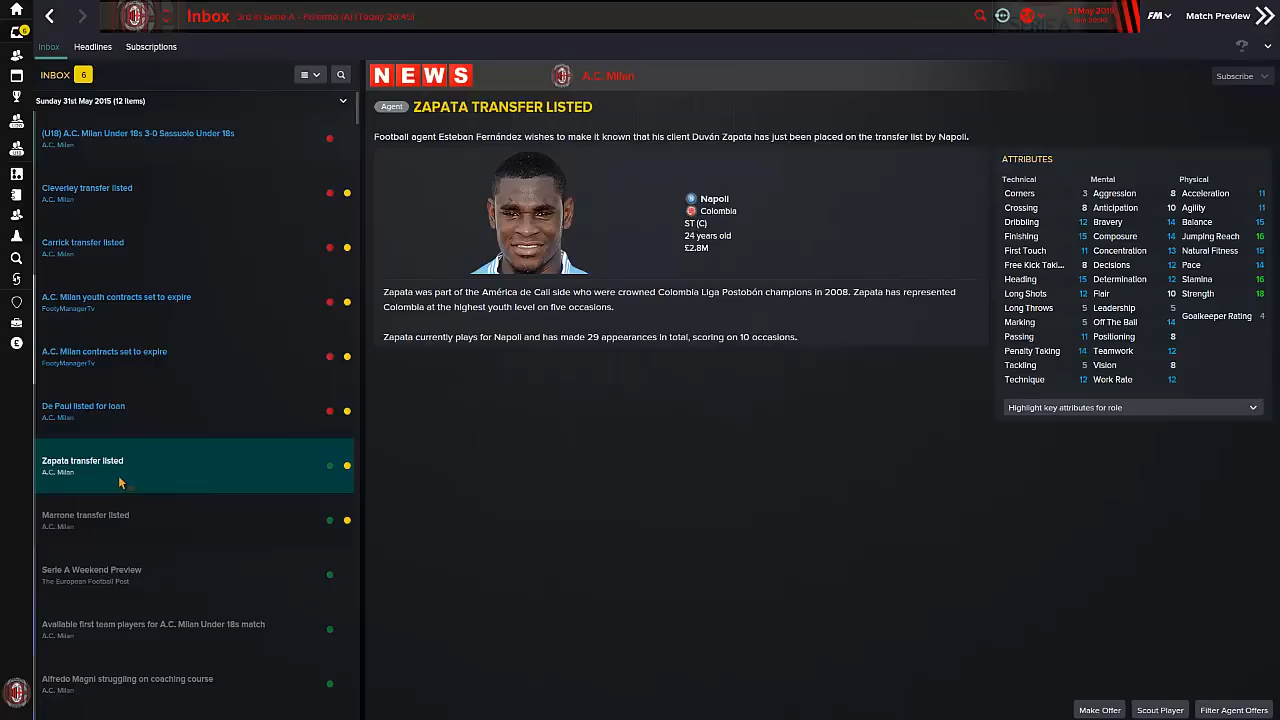 Inbox
3rd in Serie A - Palermo (A) (Today 20:45)
FM
Match Preview
Inbox
Headlines
Subscriptions
INBOX 6
Sunday 31st May 2015 (12 items)
(U18) A.C. Milan Under 18s 3-0 Sassuolo Under 18s
A.C. Milan
Cleverley transfer listed
A.C. Milan
Carrick transfer listed
A.C. Milan
A.C. Milan youth contracts set to expire
FootyManagerTv
A.C. Milan contracts set to expire
FootyManagerTv
De Paul listed for loan
A.C. Milan
Zapata transfer listed
A.C. Milan
Marrone transfer listed
A.C. Milan
Serie A Weekend Preview
The European Football Post
Available first team players for A.C. Milan Under 18s match
A.C. Milan
Alfredo Magni struggling on coaching course
A.C. Milan
NEWS
A.C. Milan
Subscribe
Agent
ZAPATA TRANSFER LISTED
Football agent Esteban Fernández wishes to make it known that his client Duván Zapata has just been placed on the transfer list by Napoli.
Napoli
Colombia
ST (C)
24 years old
£2.8M
Zapata was part of the América de Cali side who were crowned Colombia Liga Postobón champions in 2008. Zapata has represented
Colombia at the highest youth level on five occasions.
Zapata currently plays for Napoli and has made 29 appearances in total, scoring on 10 occasions.
ATTRIBUTES
Technical Mental Physical
Corners 3 Aggression 8 Acceleration 11
Crossing 8 Anticipation 10 Agility 11
Dribbling 12 Bravery 14 Balance 15
Finishing 15 Composure 14 Jumping Reach 16
First Touch 11 Concentration 13 Natural Fitness 15
Free Kick Taki... 8 Decisions 12 Pace 14
Heading 15 Determination 12 Stamina 16
Long Shots 12 Flair 10 Strength 18
Long Throws 5 Leadership 5
Goalkeeper Rating 4
Marking 5 Off The Ball 14
Passing 11 Positioning 8
Penalty Taking 14 Teamwork 12
Tackling 5 Vision 8
Technique 12 Work Rate 12
Highlight key attributes for role
Make Offer
Scout Player
Filter Agent Offers